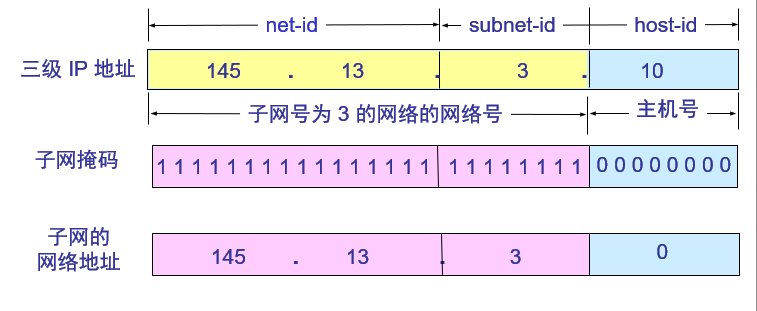 net-id subnet-id host-id
三级 IP 地址 145 . 13 . 3 . 10
子网号为 3 的网络的网络号 主机号
子网掩码 1 1 1 1 1 1 1 1 1 1 1 1 1 1 1 1 1 1 1 1 1 1 1 1 0 0 0 0 0 0 0 0
子网的
网络地址 145 . 13 . 3 0